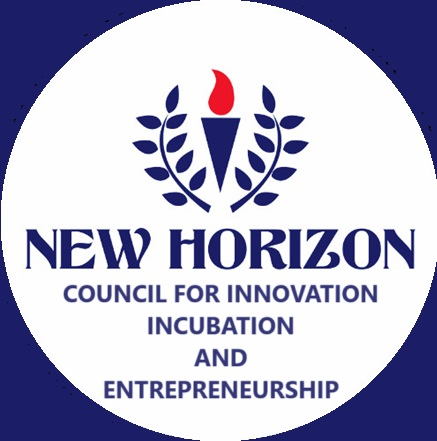 NEW HORIZON
COUNCIL FOR INNOVATION
INCUBATION
AND
ENTREPRENEURSHIP